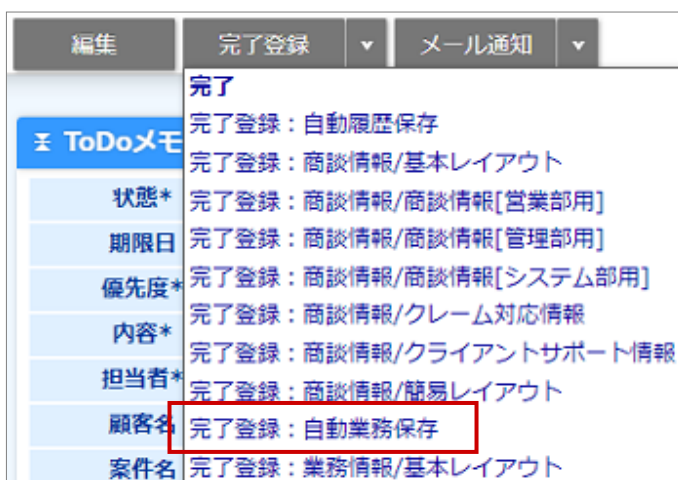 編集
完了登録 ▼
メール通知 ▼
完了
完了登録：自動履歴保存
完了登録：商談情報/基本レイアウト
完了登録：商談情報/商談情報[営業部用]
完了登録：商談情報/商談情報[管理部用]
完了登録：商談情報/商談情報[システム部用]
完了登録：商談情報/クレーム対応情報
完了登録：商談情報/クライアントサポート情報
完了登録：商談情報/簡易レイアウト
完了登録：自動業務保存
完了登録：業務情報/基本レイアウト
ToDoメモ
状態*
期限日
優先度*
内容*
担当者*
顧客名
案件名